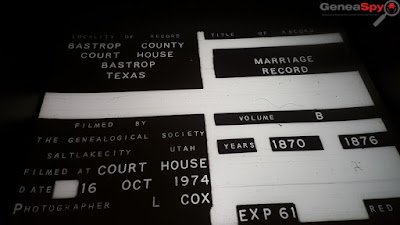 GeneaSpy
LOCALITY OF RECORD
BASTROP COUNTY
COURT HOUSE
BASTROP
TEXAS
TITLE OF RECORD
MARRIAGE
RECORD
FILMED BY
THE GENEALOGICAL SOCIETY
SALTLAKECITY UTAH
FILMED AT COURT HOUSE
DATE 16 OCT 1974
PHOTOGRAPHER L COX
VOLUME B
YEARS 1870 1876
EXP 61 RED